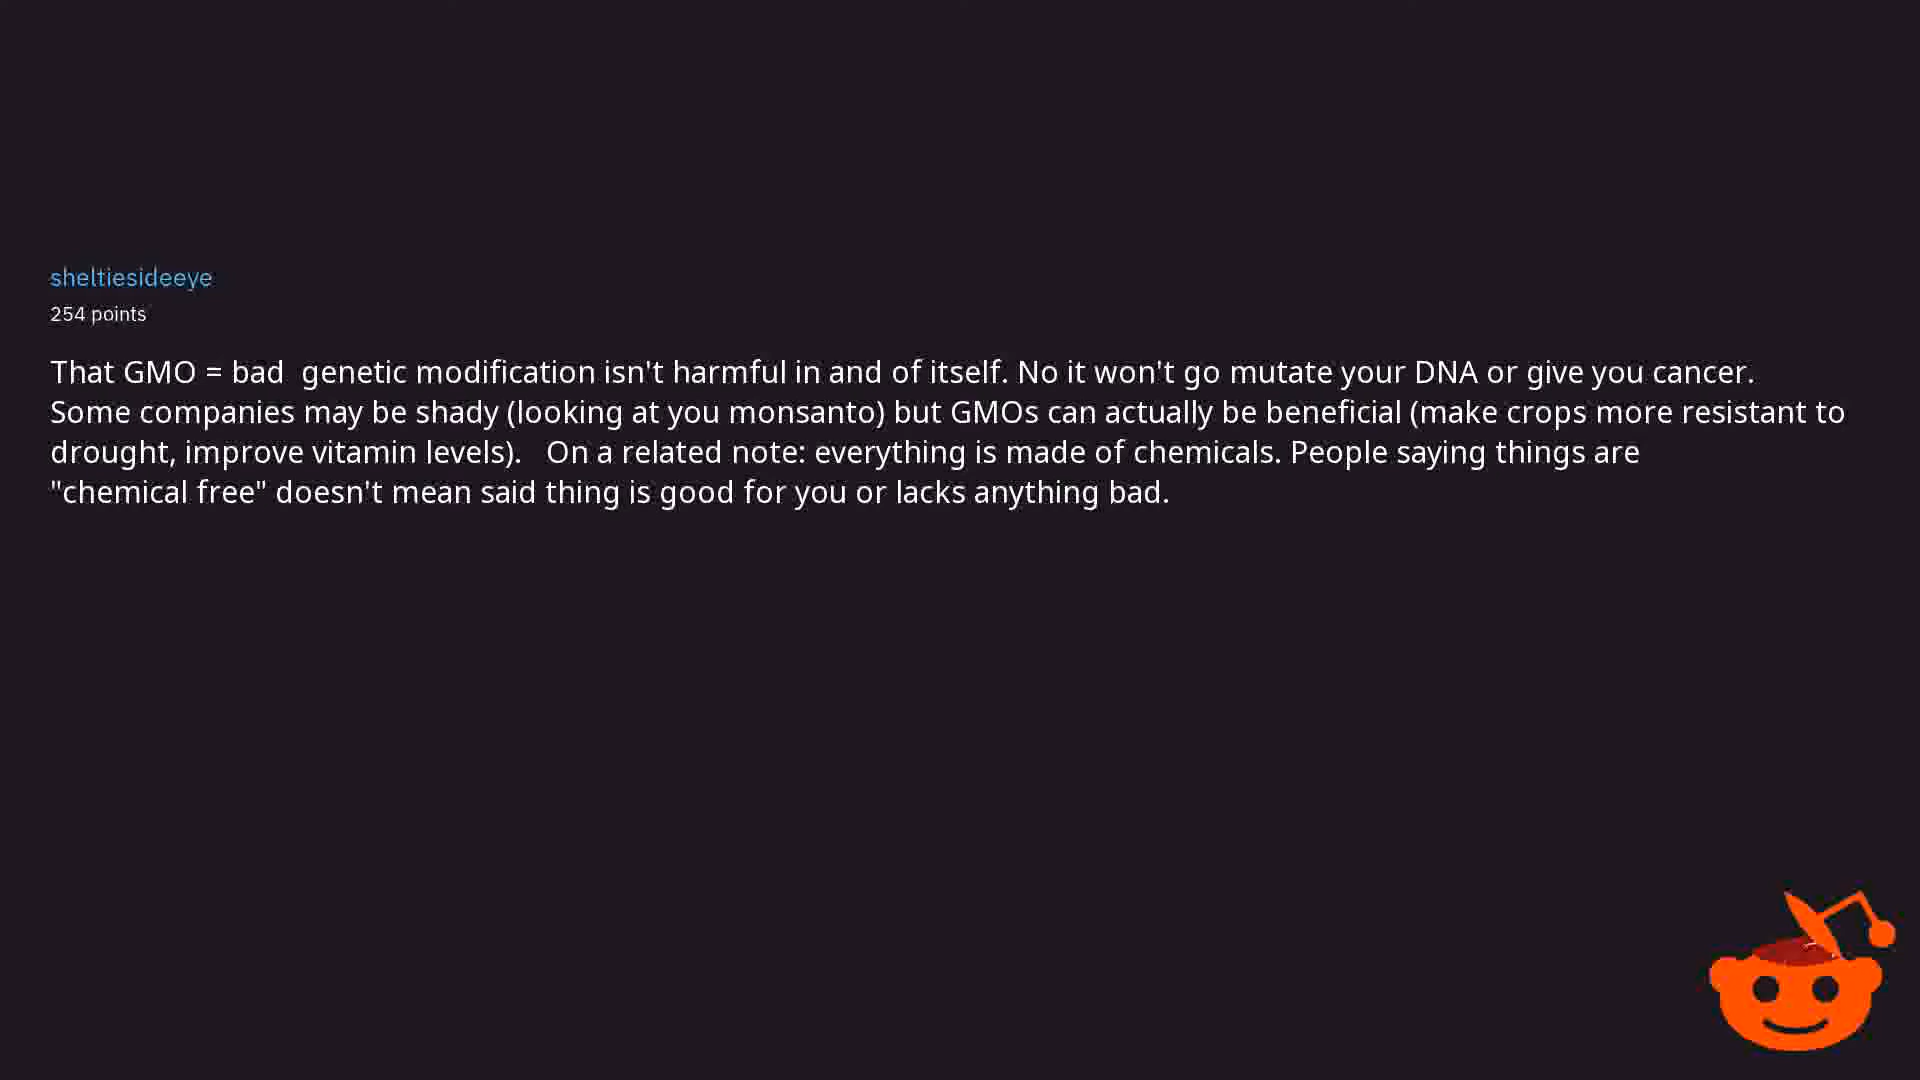 sheltiesideeye
254 points
That GMO = bad  genetic modification isn't harmful in and of itself. No it won't go mutate your DNA or give you cancer.
Some companies may be shady (looking at you monsanto) but GMOs can actually be beneficial (make crops more resistant to
drought, improve vitamin levels).   On a related note: everything is made of chemicals. People saying things are
"chemical free" doesn't mean said thing is good for you or lacks anything bad.